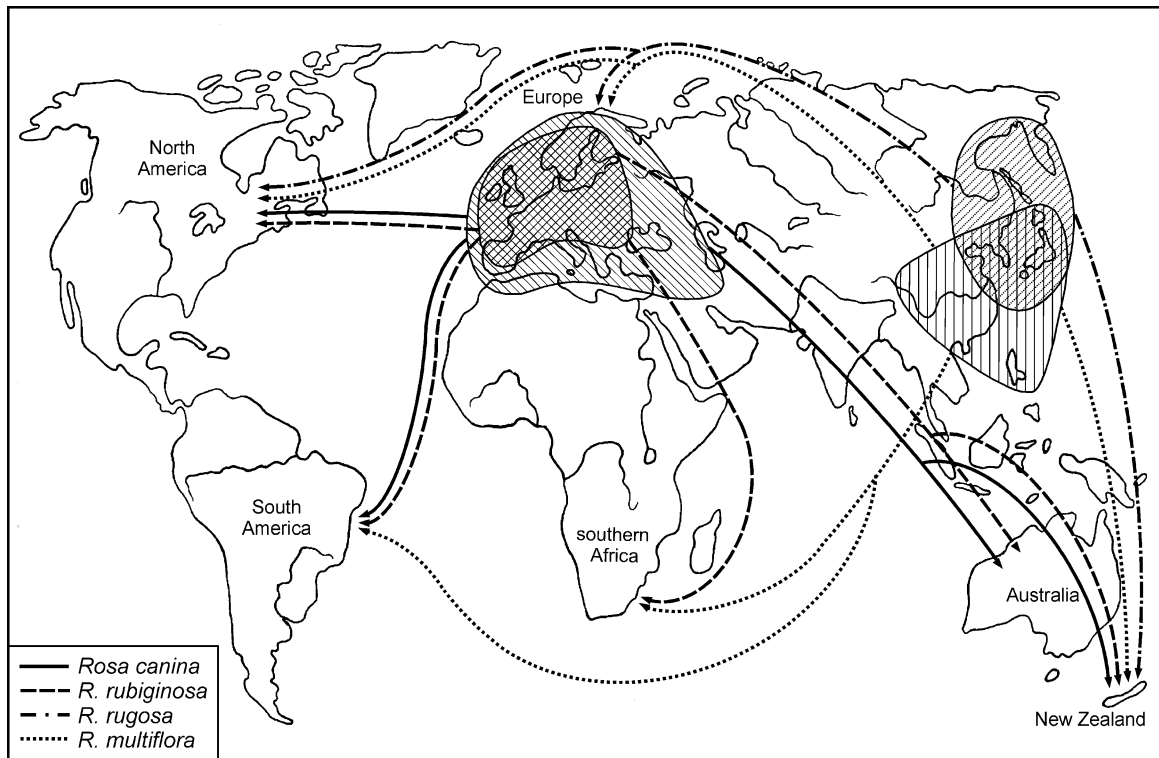 Europe
North
America
South
America
southern
Africa
Australia
New Zealand
Rosa canina
R. rubiginosa
R. rugosa
R. multiflora